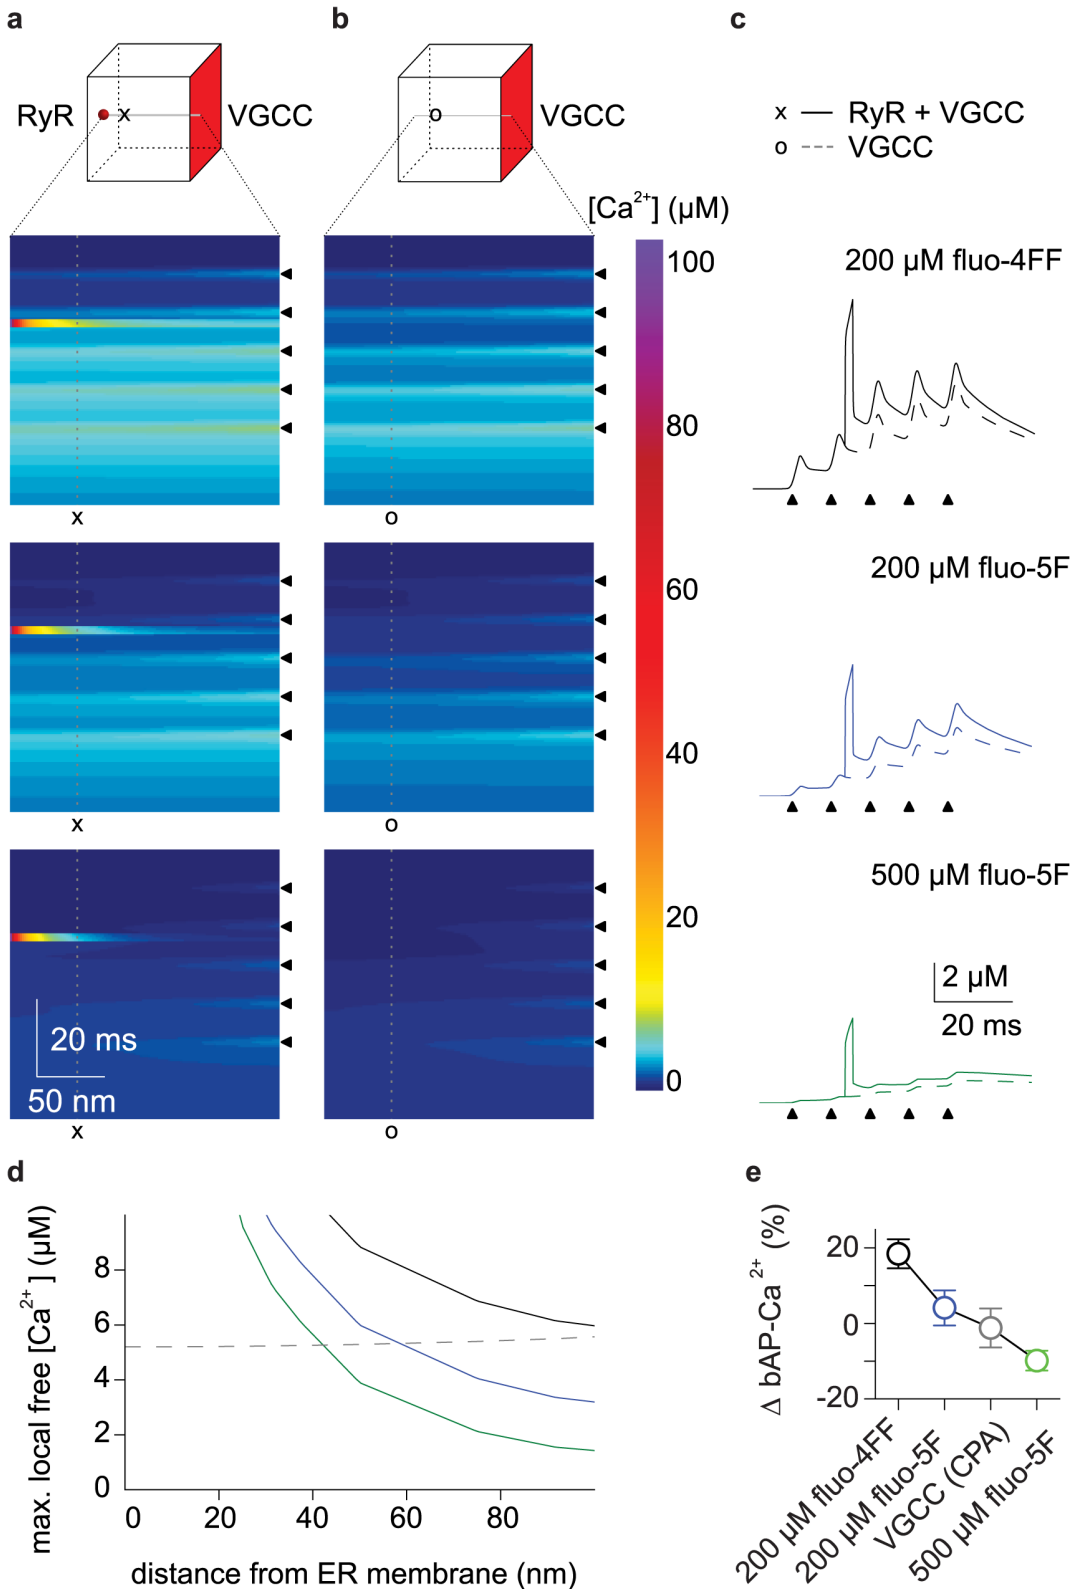 a
b
c
RyR
x
VGCC
o
VGCC
x RyR + VGCC
o VGCC
[Ca2+] (µM)
100
80
60
40
20
0
200 µM fluo-4FF
x
o
200 µM fluo-5F
x
o
500 µM fluo-5F
2 µM
20 ms
20 ms
50 nm
x
o
d
max. local free [Ca2+] (µM)
8
6
4
2
0
0 20 40 60 80
distance from ER membrane (nm)
e
Δ bAP-Ca2+ (%)
20
0
-20
200 µM fluo-4FF
200 µM fluo-5F
VGCC (CPA)
500 µM fluo-5F